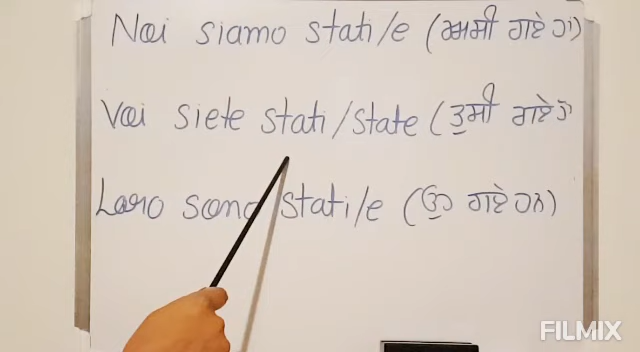 Noi siamo stati/e (ਅਸੀ ਗਏ ਹਾਂ)
Voi siete stati/state (ਤੁਸੀ ਗਏ ਹੋ
Loro sono stati/e (ਉਹ ਗਏ ਹਨ)
FILMIX